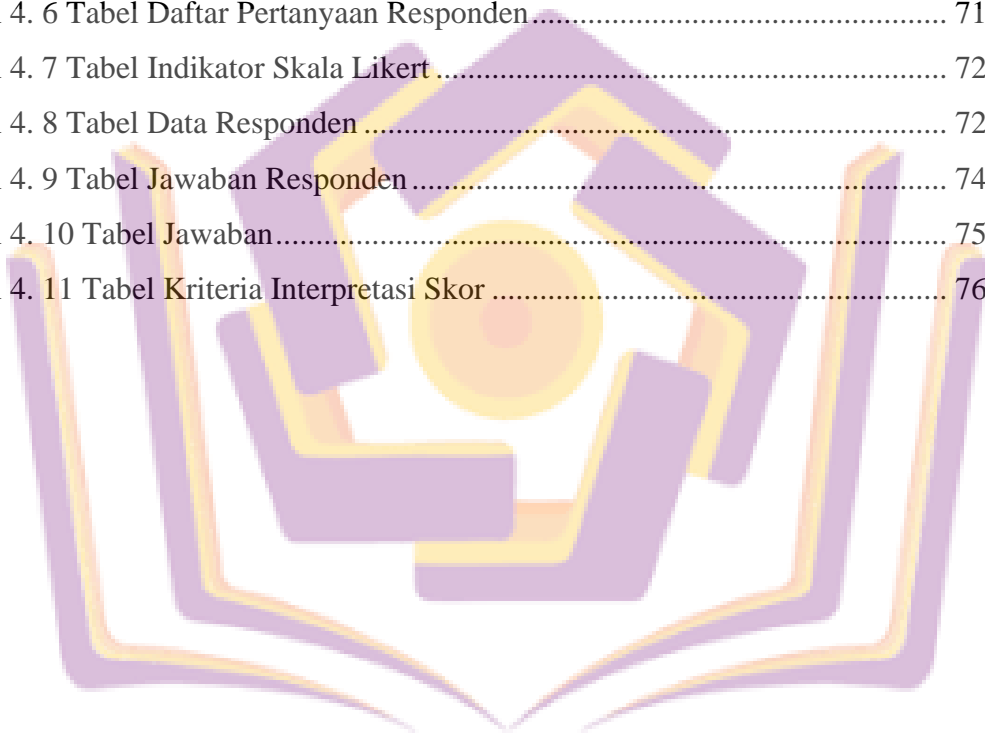 4. 6 Tabel Daftar Pertanyaan Responden.......................................................... 71
4. 7 Tabel Indikator Skala Likert ....................................................................... 72
4. 8 Tabel Data Responden ................................................................................ 72
4. 9 Tabel Jawaban Responden .......................................................................... 74
4. 10 Tabel Jawaban........................................................................................... 75
4. 11 Tabel Kriteria Interpretasi Skor ................................................................ 76